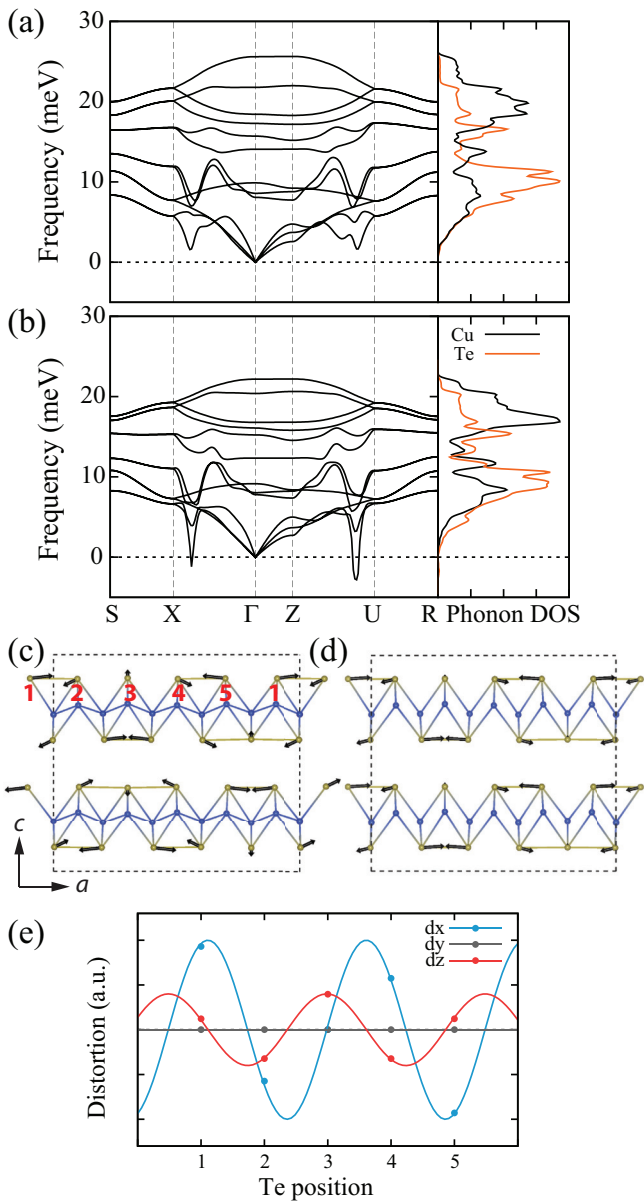 (a)
30
20
10
0
Frequency (meV)
(b)
30
20
10
0
Frequency (meV)
Cu
Te
S X Γ Z U R Phonon DOS
(c)
1 2 3 4 5 1
(d)
c
a
(e)
dx
dy
dz
Distortion (a.u.)
1 2 3 4 5
Te position